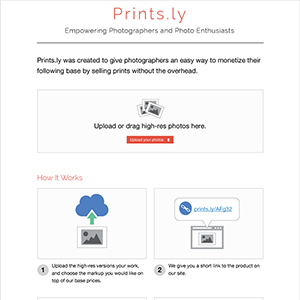 Prints.ly
Empowering Photographers and Photo Enthusiasts
Prints.ly was created to give photographers an easy way to monetize their
following base by selling prints without the overhead.
Upload or drag high-res photos here.
Upload your photos
How It Works
prints.ly/AFg32
1 Upload the high-res versions your work,
and choose the markup you would like on
top of our base prices.
2 We give you a short link to the product on
our site.